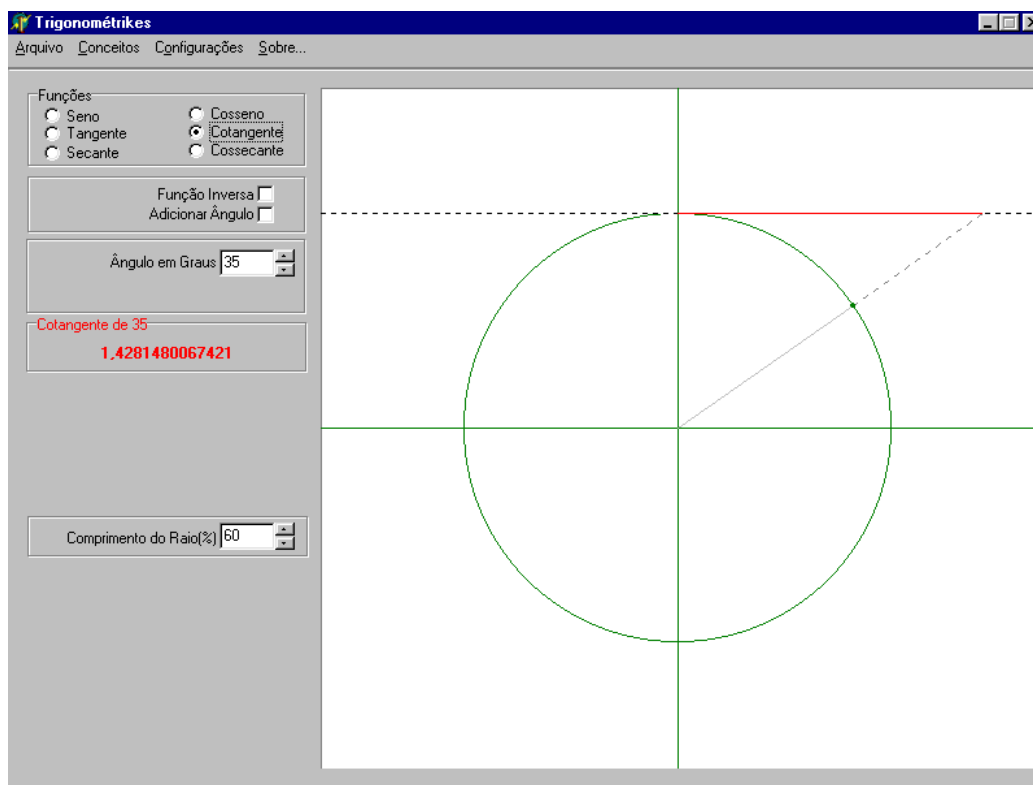 Trigonométrikes
Arquivo Conceitos Configurações Sobre...
Funções
Seno Cosseno
Tangente Cotangente
Secante Cossecante
Função Inversa
Adicionar Ângulo
Ângulo em Graus 35
Cotangente de 35
1,4281480067421
Comprimento do Raio(%) 60